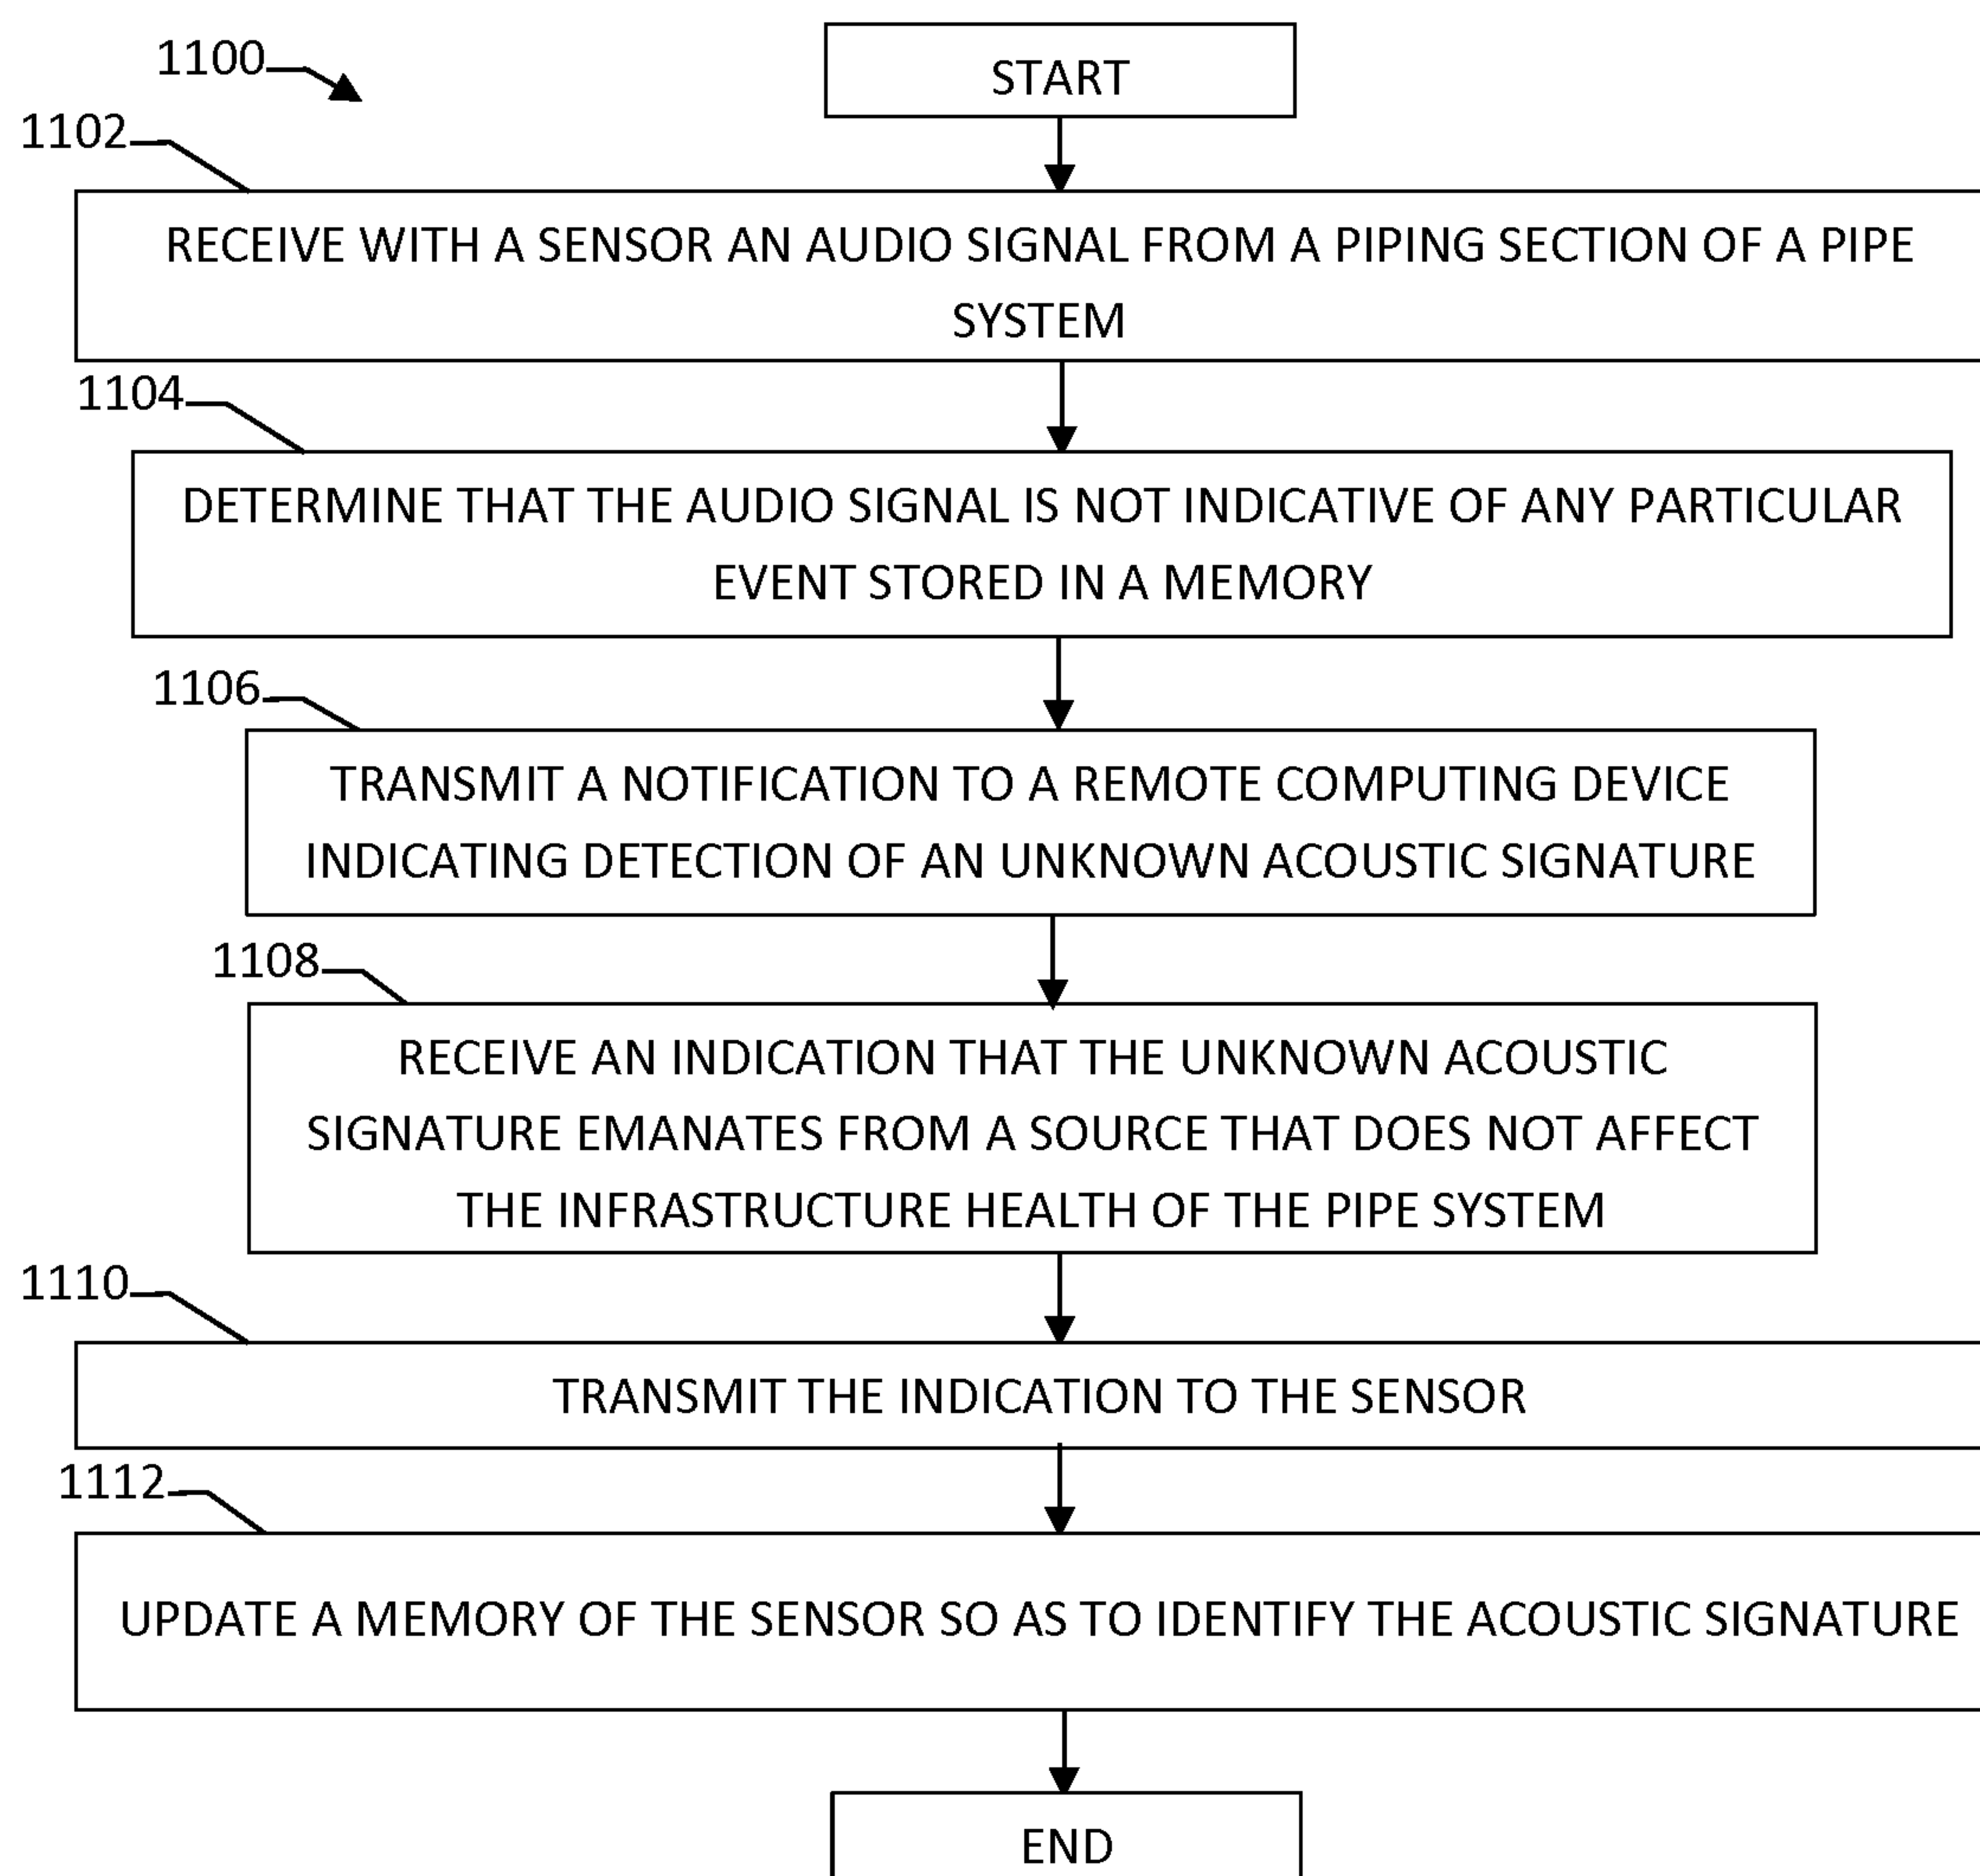 1100
START
1102
RECEIVE WITH A SENSOR AN AUDIO SIGNAL FROM A PIPING SECTION OF A PIPE
SYSTEM
1104
DETERMINE THAT THE AUDIO SIGNAL IS NOT INDICATIVE OF ANY PARTICULAR
EVENT STORED IN A MEMORY
1106
TRANSMIT A NOTIFICATION TO A REMOTE COMPUTING DEVICE
INDICATING DETECTION OF AN UNKNOWN ACOUSTIC SIGNATURE
1108
RECEIVE AN INDICATION THAT THE UNKNOWN ACOUSTIC
SIGNATURE EMANATES FROM A SOURCE THAT DOES NOT AFFECT
THE INFRASTRUCTURE HEALTH OF THE PIPE SYSTEM
1110
TRANSMIT THE INDICATION TO THE SENSOR
1112
UPDATE A MEMORY OF THE SENSOR SO AS TO IDENTIFY THE ACOUSTIC SIGNATURE
END